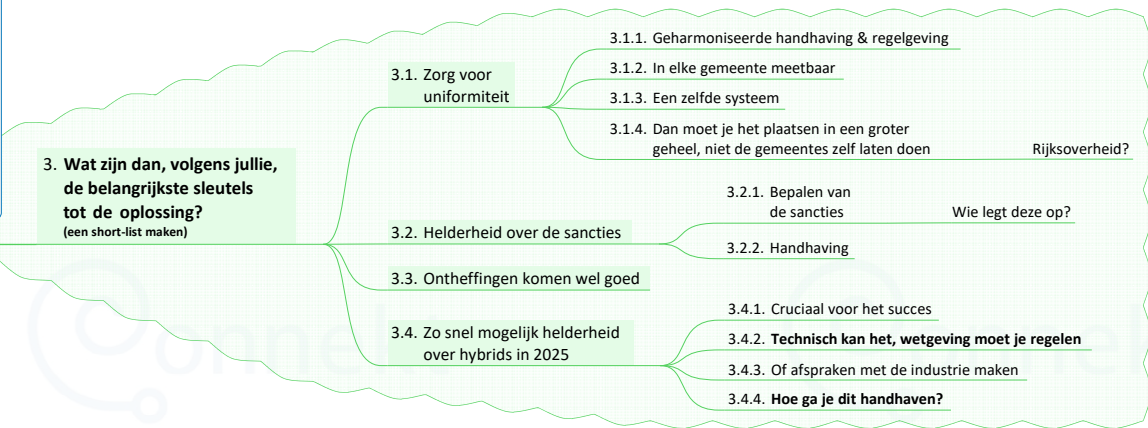 3. Wat zijn dan, volgens jullie,
de belangrijkste sleutels
tot de oplossing?
(een short-list maken)
3.1. Zorg voor
uniformiteit
3.1.1. Geharmoniseerde handhaving & regelgeving
3.1.2. In elke gemeente meetbaar
3.1.3. Een zelfde systeem
3.1.4. Dan moet je het plaatsen in een groter
geheel, niet de gemeentes zelf laten doen
Rijksoverheid?
3.2. Helderheid over de sancties
3.2.1. Bepalen van
de sancties
Wie legt deze op?
3.2.2. Handhaving
3.3. Ontheffingen komen wel goed
3.4. Zo snel mogelijk helderheid
over hybrids in 2025
3.4.1. Cruciaal voor het succes
3.4.2. Technisch kan het, wetgeving moet je regelen
3.4.3. Of afspraken met de industrie maken
3.4.4. Hoe ga je dit handhaven?